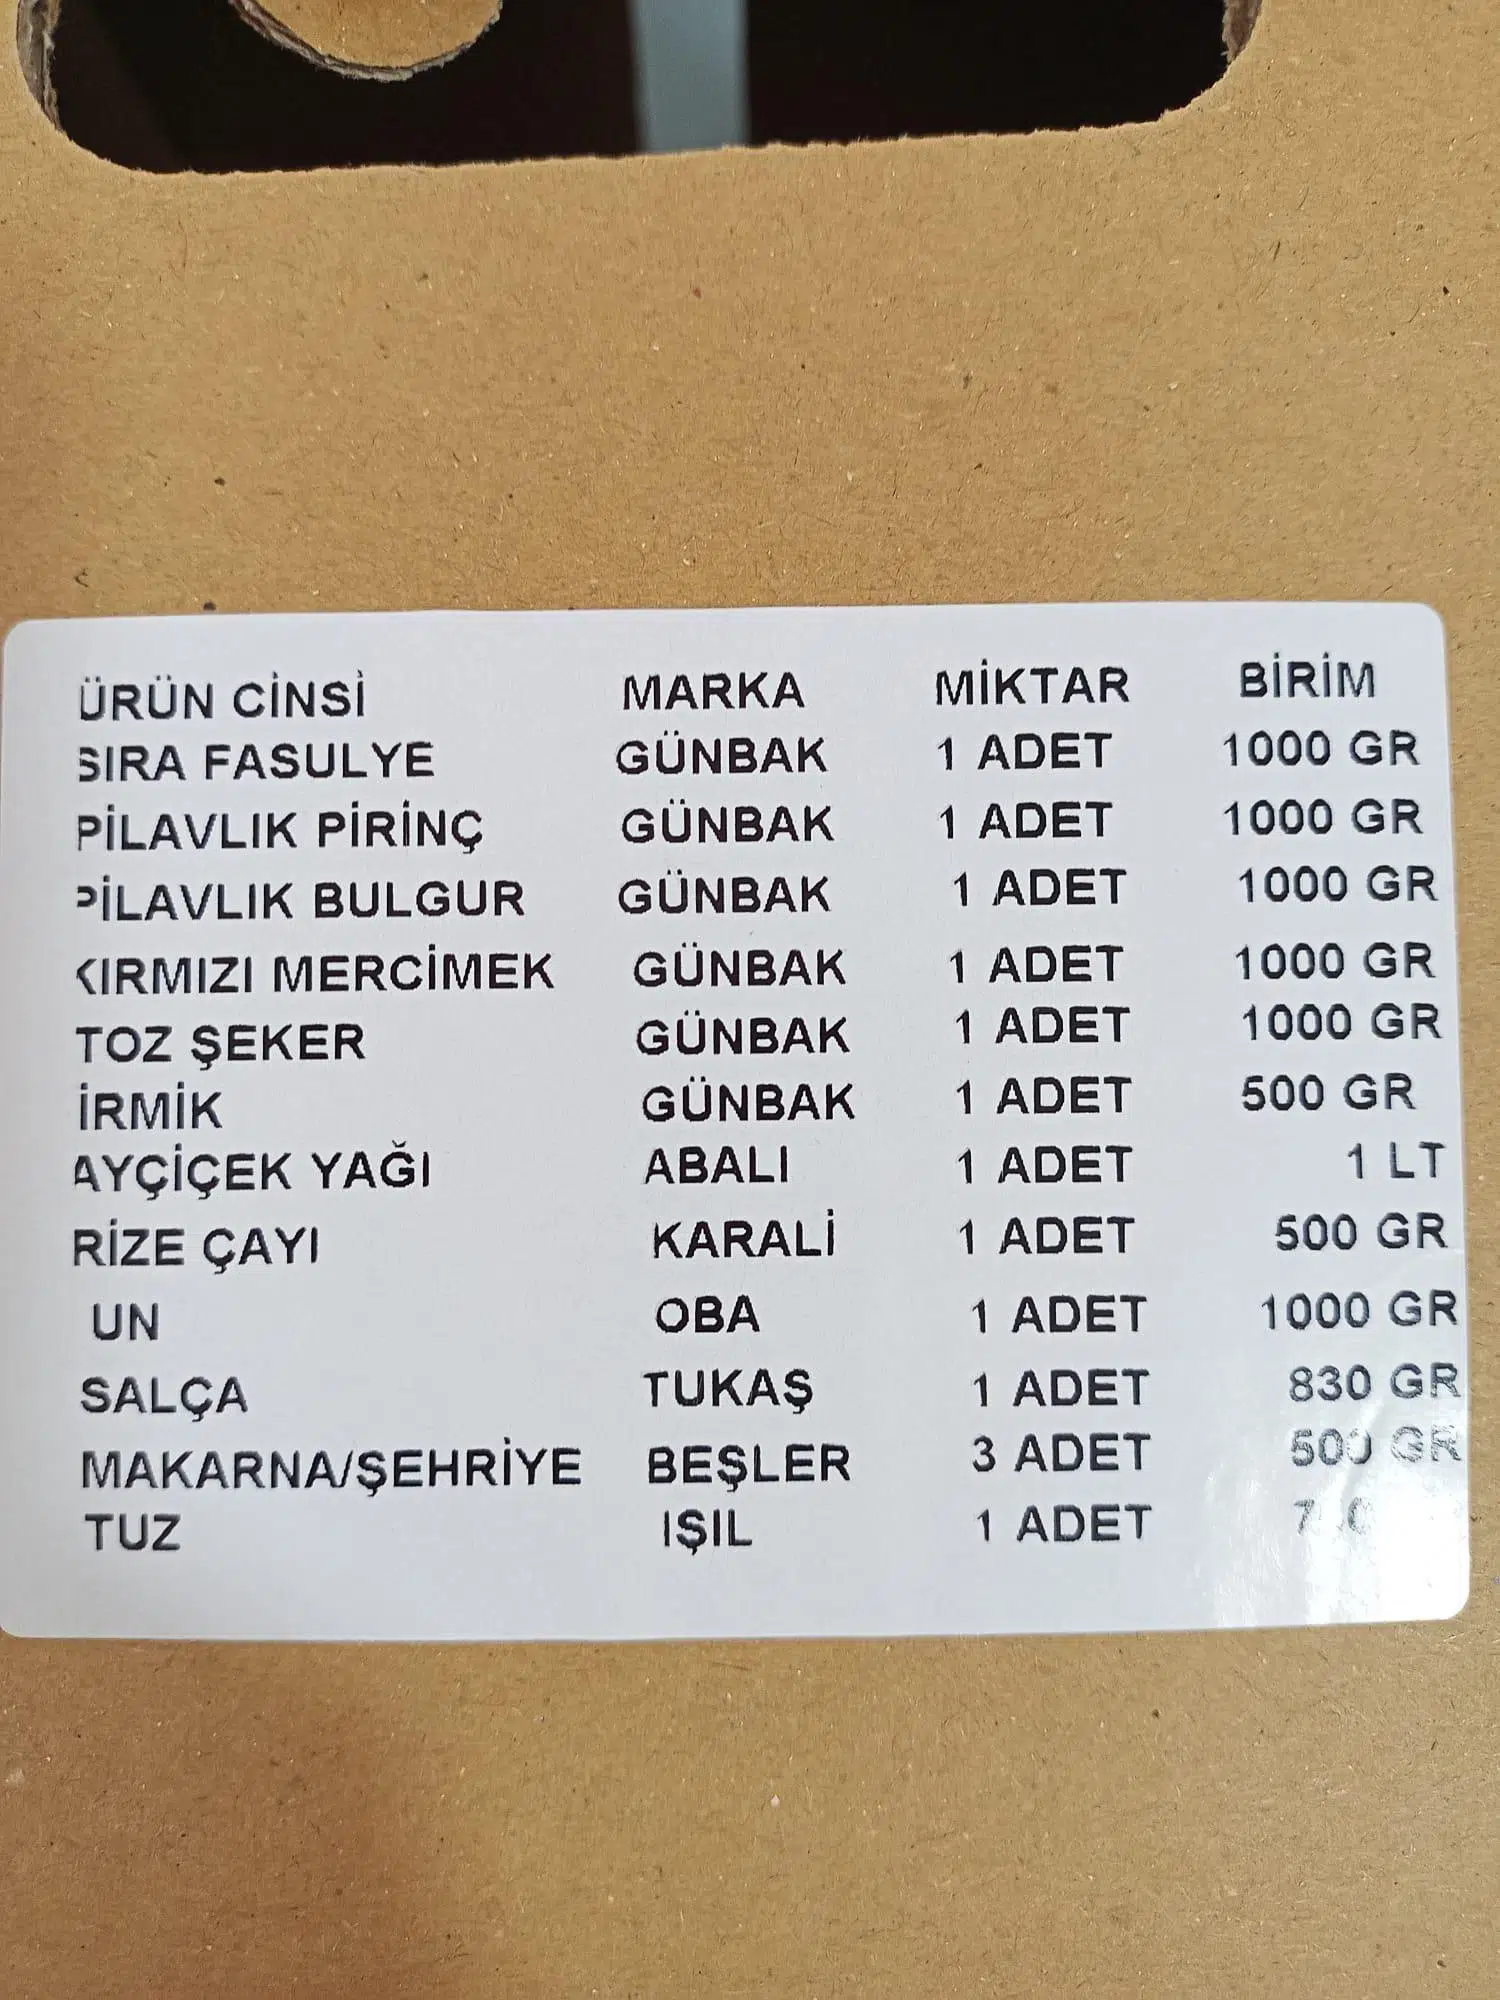 ÜRÜN CİNSİ MARKA MİKTAR BİRİM
SIRA FASULYE GÜNBAK 1 ADET 1000 GR
PİLAVLIK PİRİNÇ GÜNBAK 1 ADET 1000 GR
PİLAVLIK BULGUR GÜNBAK 1 ADET 1000 GR
KIRMIZI MERCİMEK GÜNBAK 1 ADET 1000 GR
TOZ ŞEKER GÜNBAK 1 ADET 1000 GR
İRMİK GÜNBAK 1 ADET 500 GR
AYÇİÇEK YAĞI ABALI 1 ADET 1 LT
RİZE ÇAYI KARALİ 1 ADET 500 GR
UN OBA 1 ADET 1000 GR
SALÇA TUKAŞ 1 ADET 830 GR
MAKARNA/ŞEHRİYE BEŞLER 3 ADET 500 GR
TUZ IŞIL 1 ADET